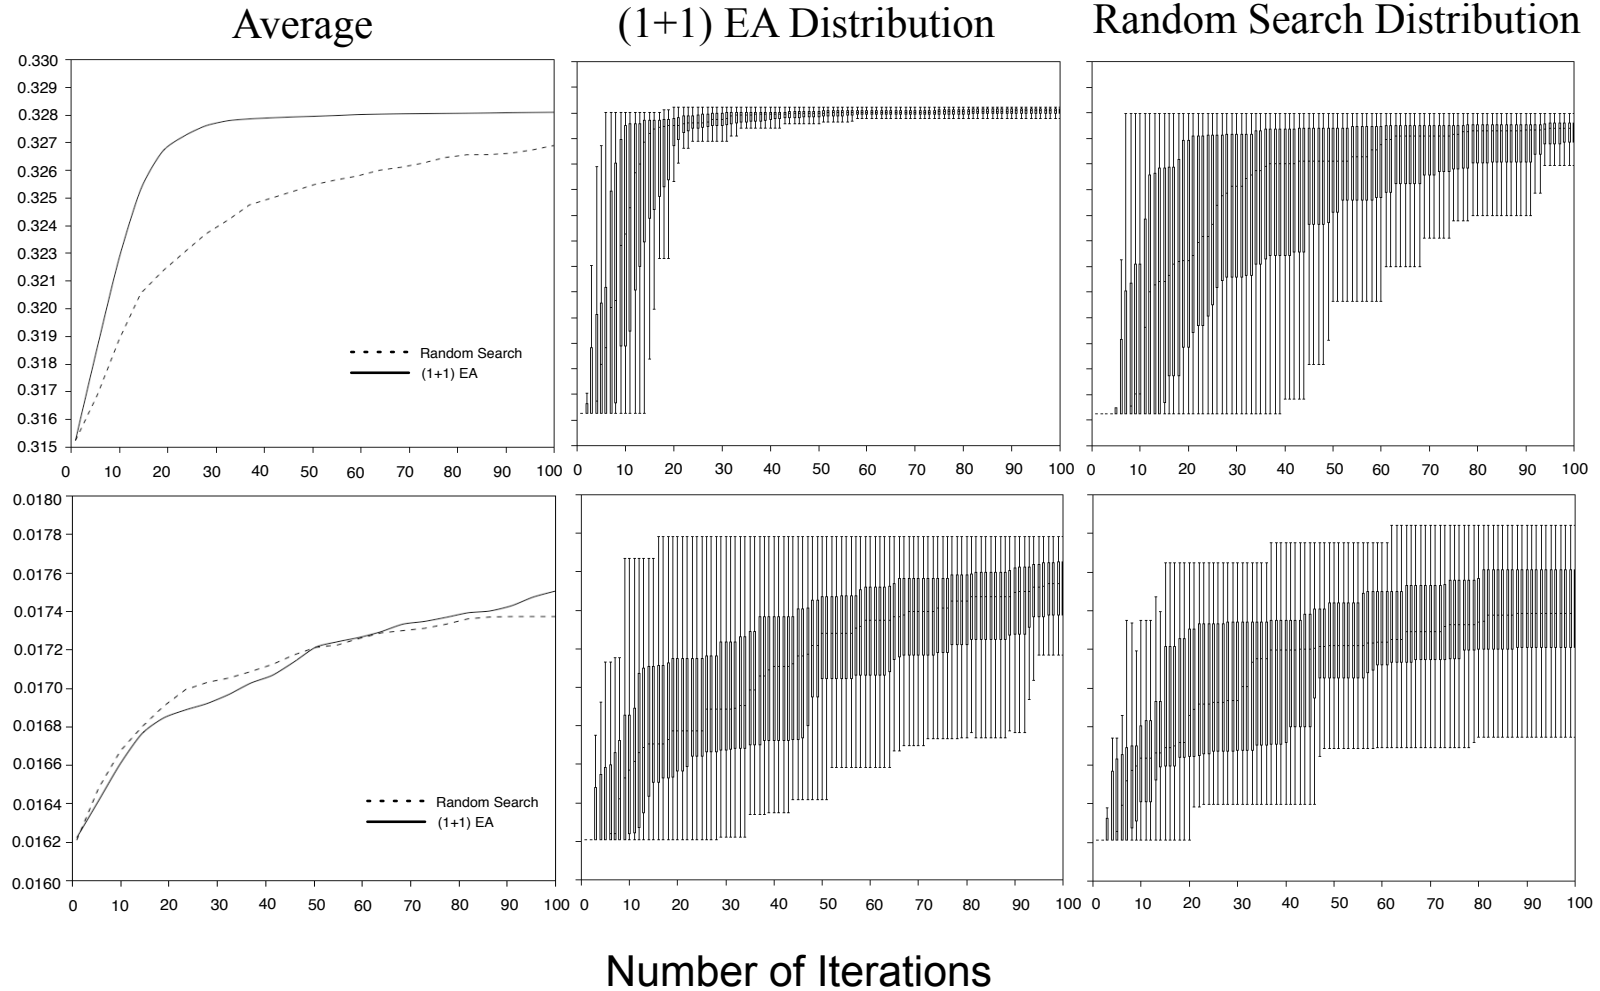 Average
(1+1) EA Distribution
Random Search Distribution
0.330
0.329
0.328
0.327
0.326
0.325
0.324
0.323
0.321
0.320
0.319
0.318
0.317
0.316
0.315
Random Search
(1+1) EA
0 10 20 30 40 50 60 70 80 90 100
0 10 20 30 40 50 60 70 80 90 100
0 10 20 30 40 50 60 70 80 90 100
0.0180
0.0178
0.0176
0.0174
0.0172
0.0170
0.0168
0.0166
0.0164
0.0162
0.0160
Random Search
(1+1) EA
0 10 20 30 40 50 60 70 80 90 100
0 10 20 30 40 50 60 70 80 90 100
0 10 20 30 40 50 60 70 80 90 100
Number of Iterations